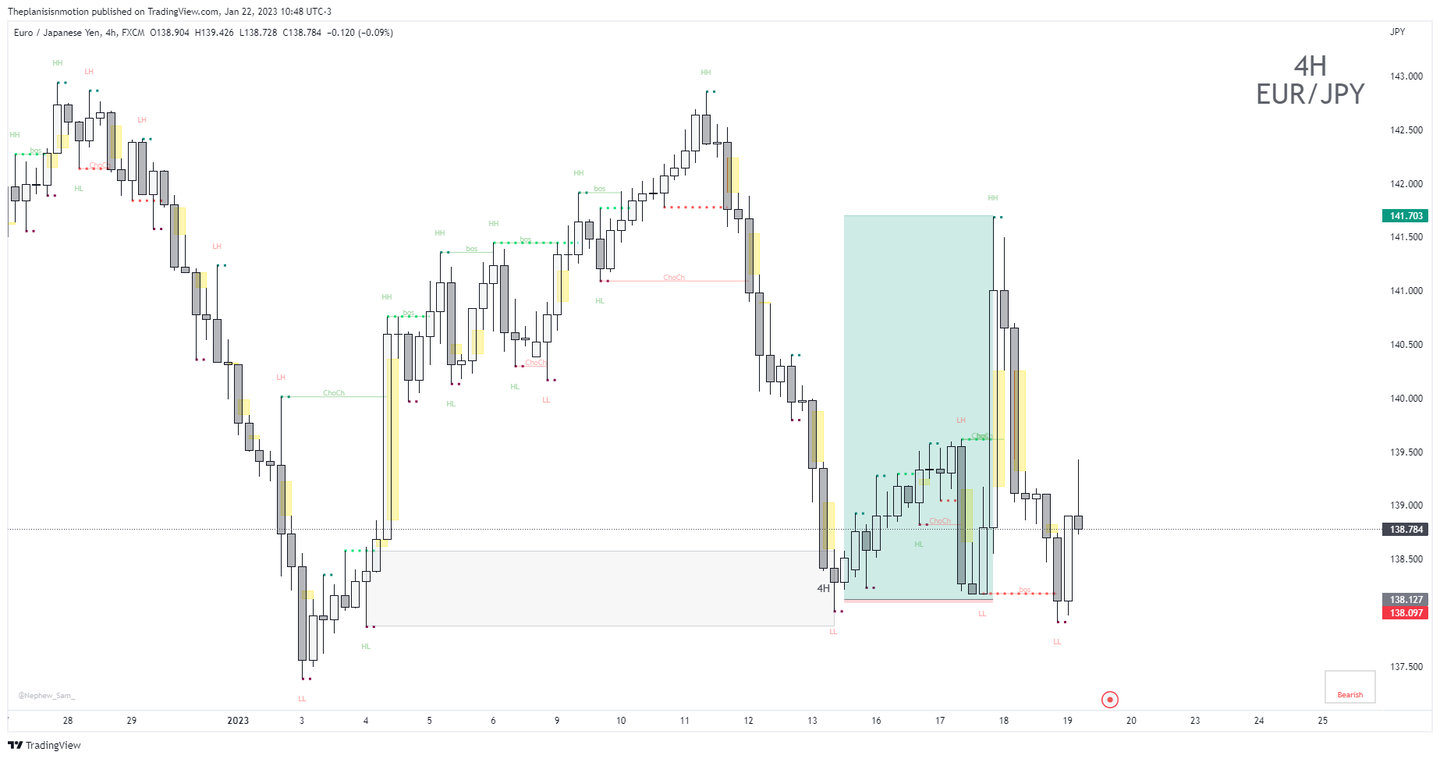 Theplanisisnmotion published on TradingView.com, Jan 22, 2023 10:48 UTC-3
Euro / Japanese Yen, 4h, FXCM O138.904 H139.426 L138.728 C138.784 −0.120 (−0.09%)
JPY
4H
EUR/JPY
HH
LH
HH
143.000
LH
HH
bos
142.500
ChoCh
HL
HH
bos
142.000
HH
141.703
HH
HH
bos
141.500
LH
bos
ChoCh
141.000
HH
HL
bos
140.500
ChoCh
LH
HL
ChoCh
HL
LL
140.000
LH
139.500
ChoCh
139.000
HL
138.784
138.500
4H
bos
138.127
138.097
LL
LL
HL
LL
137.500
@Nephew_Sam_
LL
Bearish
28 29 2023 3 4 5 6 9 10 11 12 13 16 17 18 19 20 23 24 25
TradingView